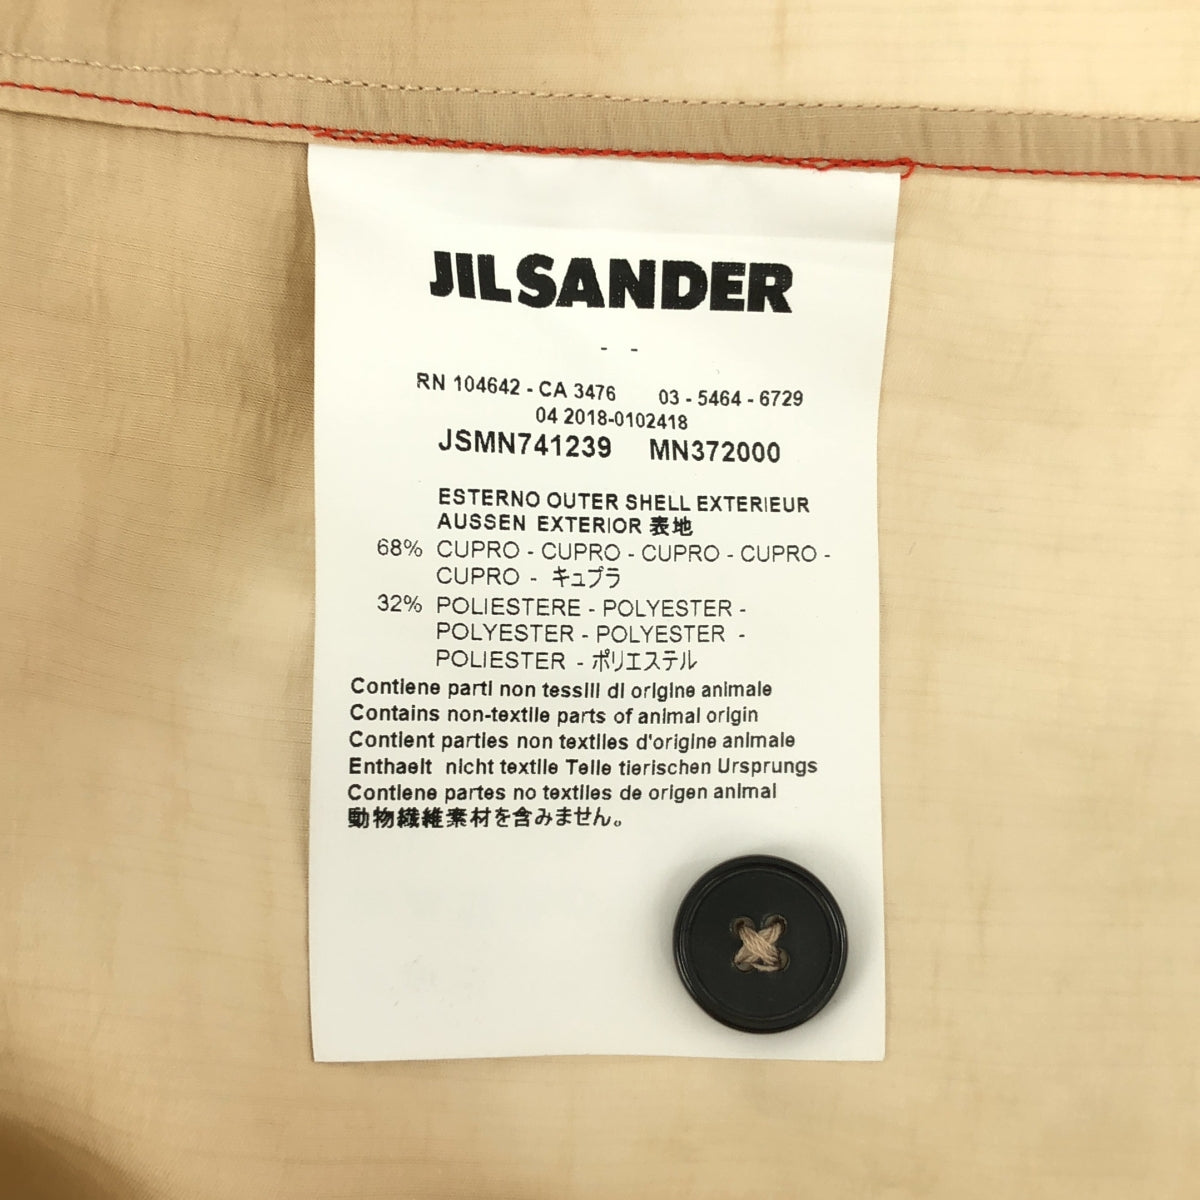 JIL SANDER
- -
RN 104642 - CA 3476 03 - 5464 - 6729
04 2018-0102418
JSMN741239 MN372000
ESTERNO OUTER SHELL EXTERIEUR
AUSSEN EXTERIOR 表地
68% CUPRO - CUPRO - CUPRO - CUPRO -
CUPRO - キュプラ
32% POLIESTERE - POLYESTER -
POLYESTER - POLYESTER -
POLIESTER - ポリエステル
Contiene parti non tessili di origine animale
Contains non-textile parts of animal origin
Contient parties non textiles d'origine animale
Enthaelt nicht textile Teile tierischen Ursprungs
Contiene partes no textiles de origen animal
動物繊維素材を含みません。